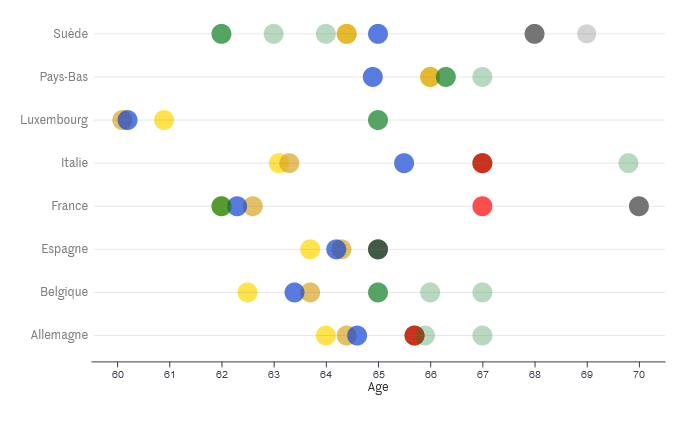 Suède
Pays-Bas
Luxembourg
Italie
France
Espagne
Belgique
Allemagne
60 61 62 63 64 65 66 67 68 69 70
Age